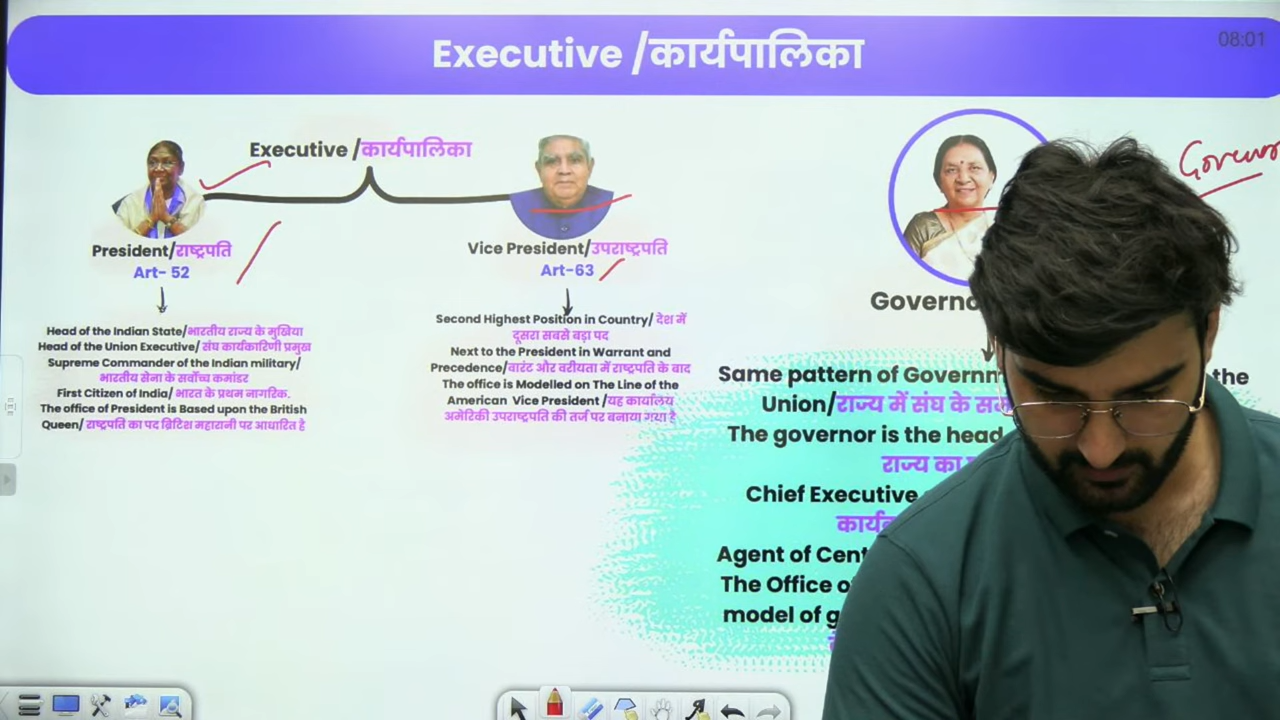 Executive /कार्यपालिका
08:01
Executive /कार्यपालिका
President/राष्ट्रपति
Art- 52
Head of the Indian State/भारतीय राज्य के मुखिया
Head of the Union Executive/ संघ कार्यकारिणी प्रमुख
Supreme Commander of the Indian military/
भारतीय सेना के सर्वोच्च कमांडर
First Citizen of India/ भारत के प्रथम नागरिक.
The office of President is Based upon the British
Queen/ राष्ट्रपति का पद ब्रिटिश महारानी पर आधारित है
Vice President/उपराष्ट्रपति
Art-63
Second Highest Position in Country/ देश में
दूसरा सबसे बड़ा पद
Next to the President in Warrant and
Precedence/वारंट और वरीयता में राष्ट्रपति के बाद
The office is Modelled on The Line of the
American Vice President /यह कार्यालय
अमेरिकी उपराष्ट्रपति की तर्ज पर बनाया गया है
Same pattern of the
Union/राज्य में संघ के
The governor is the head
राज्य का
Chief Executive
Agent of
The Office
model of